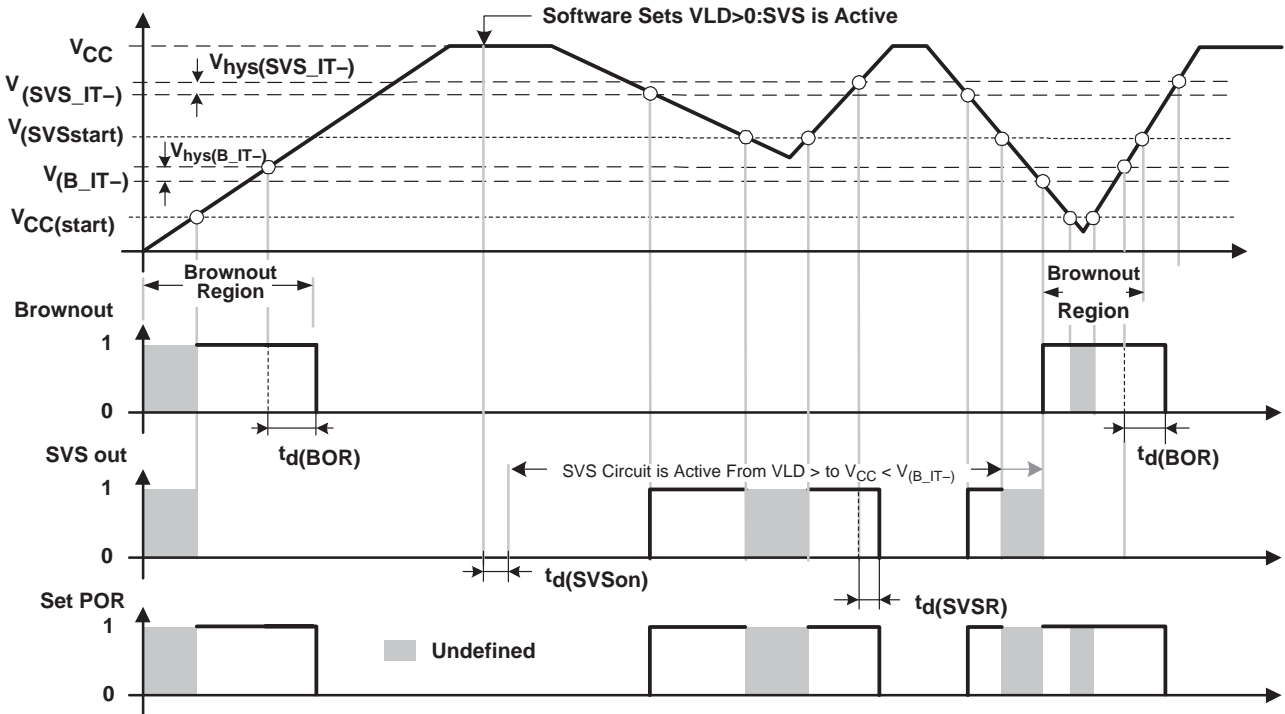 Software Sets VLD>0:SVS is Active
VCC
Vhys(SVS_IT–)
V(SVS_IT–)
V(SVSstart)
Vhys(B_IT–)
V(B_IT–)
VCC(start)
Brownout
Region
Brownout
Region
Brownout
1
0
td(BOR)
td(BOR)
SVS out
SVS Circuit is Active From VLD > to VCC < V(B_IT–)
1
0
td(SVSon)
td(SVSR)
Set POR
1
Undefined
0